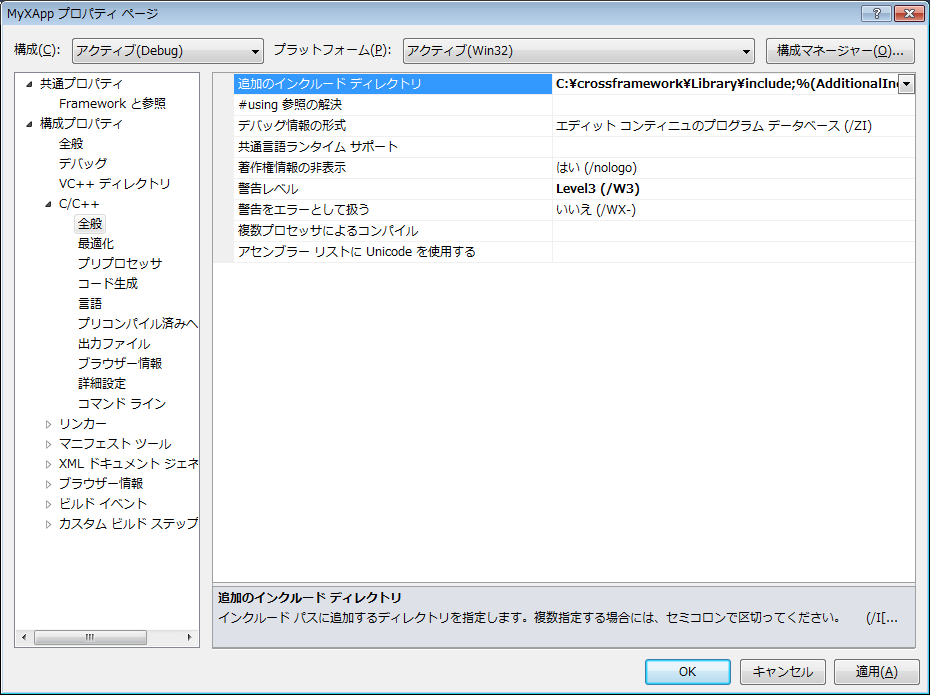 MyXApp プロパティ ページ
構成(C): アクティブ(Debug) プラットフォーム(P): アクティブ(Win32) 構成マネージャー(O)...
共通プロパティ
Framework と参照
構成プロパティ
全般
デバッグ
VC++ ディレクトリ
C/C++
全般
最適化
プリプロセッサ
コード生成
言語
プリコンパイル済みヘ
出力ファイル
ブラウザー情報
詳細設定
コマンド ライン
リンカー
マニフェスト ツール
XML ドキュメント ジェネ
ブラウザー情報
ビルド イベント
カスタム ビルド ステップ
追加のインクルード ディレクトリ C:¥crossframework¥Library¥include;%(AdditionalInc
#using 参照の解決
デバッグ情報の形式 エディット コンティニュのプログラム データベース (/ZI)
共通言語ランタイム サポート
著作権情報の非表示 はい (/nologo)
警告レベル Level3 (/W3)
警告をエラーとして扱う いいえ (/WX-)
複数プロセッサによるコンパイル
アセンブラー リストに Unicode を使用する
追加のインクルード ディレクトリ
インクルード パスに追加するディレクトリを指定します。複数指定する場合には、セミコロンで区切ってください。 (/I[...
OK キャンセル 適用(A)